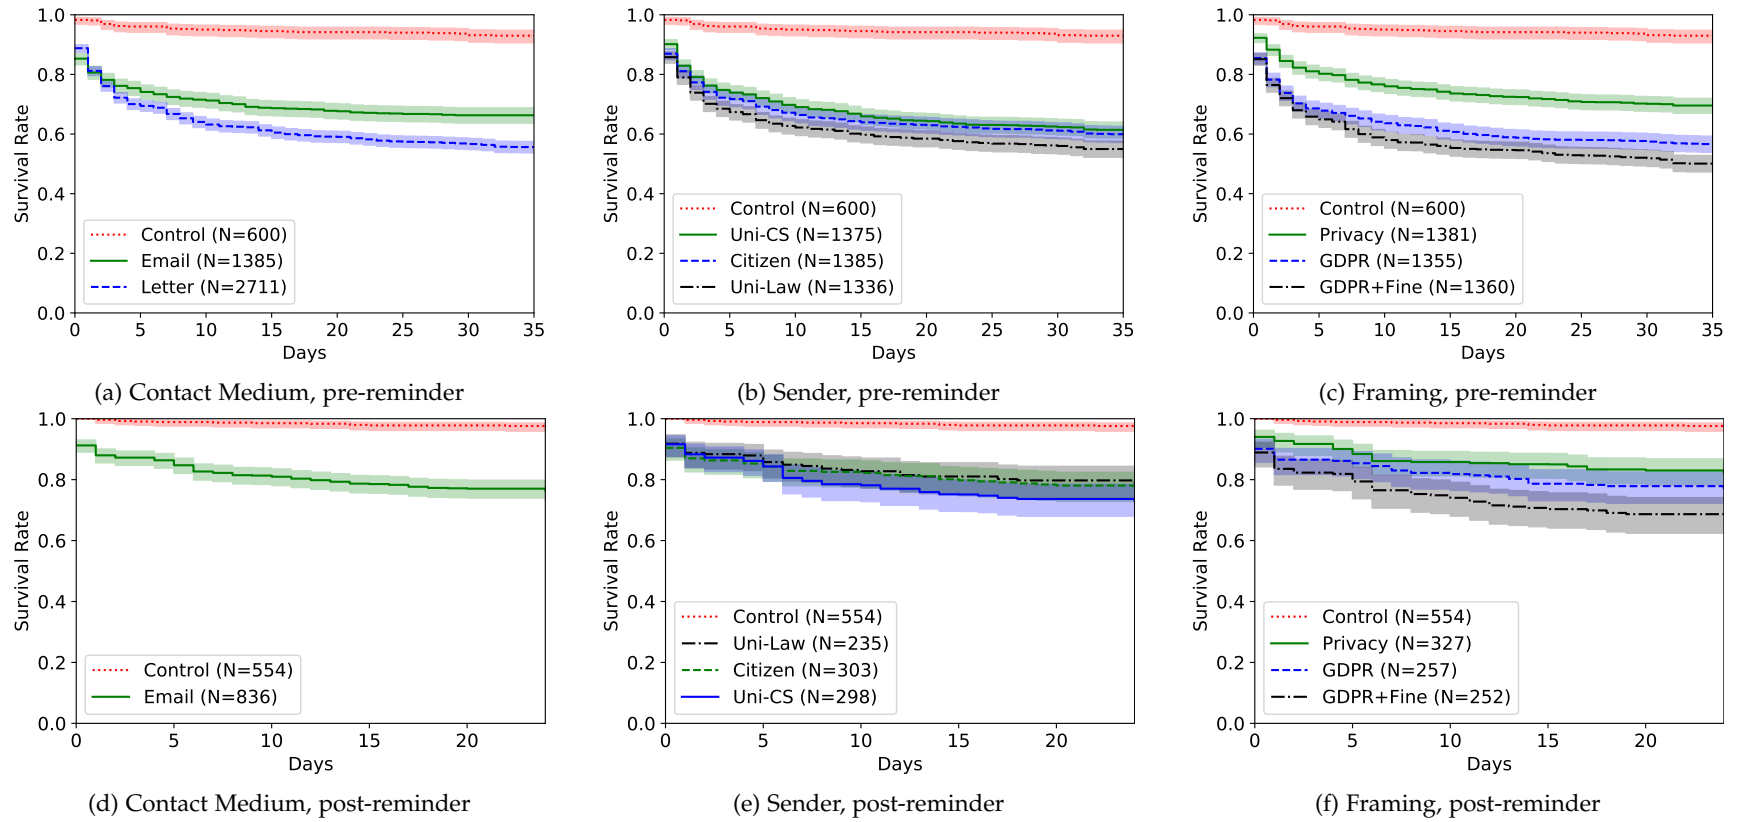 1.0
0.8
0.6
0.4
0.2
0.0
Survival Rate
Control (N=600)
Email (N=1385)
Letter (N=2711)
0 5 10 15 20 25 30 35
Days
(a) Contact Medium, pre-reminder
1.0
0.8
0.6
0.4
0.2
0.0
Survival Rate
Control (N=600)
Uni-CS (N=1375)
Citizen (N=1385)
Uni-Law (N=1336)
0 5 10 15 20 25 30 35
Days
(b) Sender, pre-reminder
1.0
0.8
0.6
0.4
0.2
0.0
Survival Rate
Control (N=600)
Privacy (N=1381)
GDPR (N=1355)
GDPR+Fine (N=1360)
0 5 10 15 20 25 30 35
Days
(c) Framing, pre-reminder
1.0
0.8
0.6
0.4
0.2
0.0
Survival Rate
Control (N=554)
Email (N=836)
0 5 10 15 20
Days
(d) Contact Medium, post-reminder
1.0
0.8
0.6
0.4
0.2
0.0
Survival Rate
Control (N=554)
Uni-Law (N=235)
Citizen (N=303)
Uni-CS (N=298)
0 5 10 15 20
Days
(e) Sender, post-reminder
1.0
0.8
0.6
0.4
0.2
0.0
Survival Rate
Control (N=554)
Privacy (N=327)
GDPR (N=257)
GDPR+Fine (N=252)
0 5 10 15 20
Days
(f) Framing, post-reminder